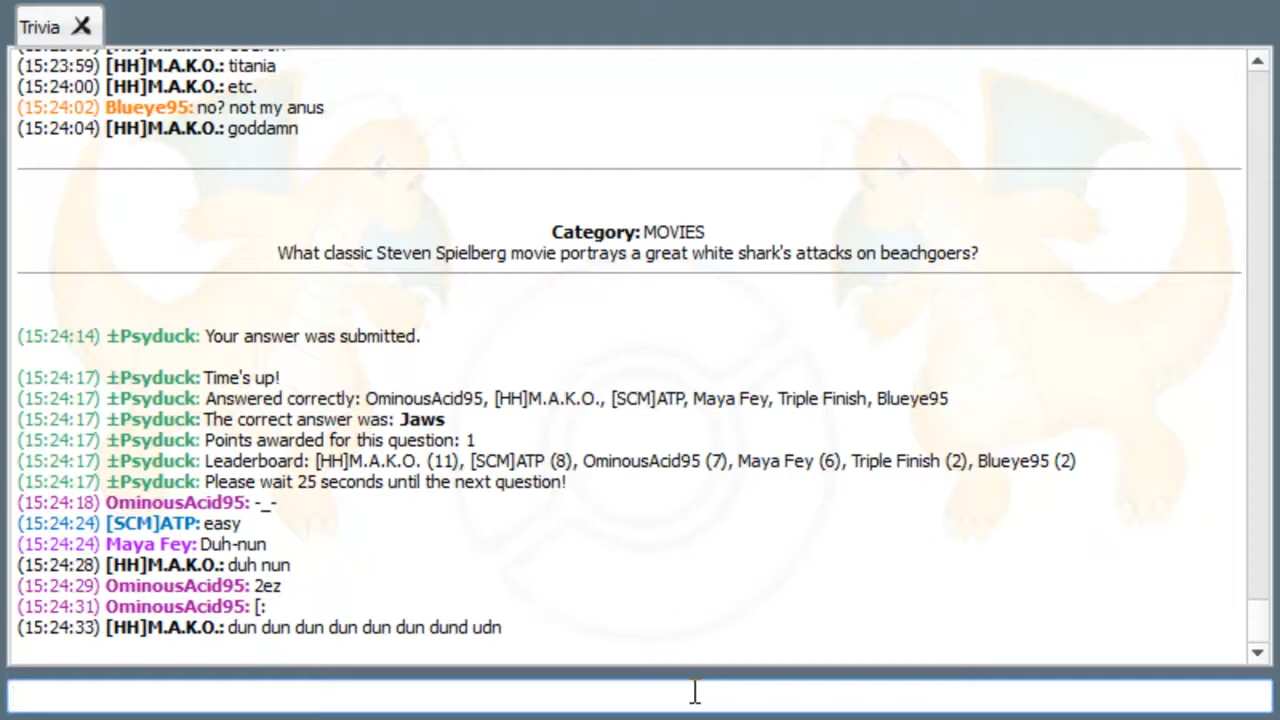 Trivia
(15:23:59) [HH]M.A.K.O.: titania
(15:24:00) [HH]M.A.K.O.: etc.
(15:24:02) Blueye95: no? not my anus
(15:24:04) [HH]M.A.K.O.: goddamn
Category: MOVIES
What classic Steven Spielberg movie portrays a great white shark's attacks on beachgoers?
(15:24:14) ±Psyduck: Your answer was submitted.
(15:24:17) ±Psyduck: Time's up!
(15:24:17) ±Psyduck: Answered correctly: OminousAcid95, [HH]M.A.K.O., [SCM]ATP, Maya Fey, Triple Finish, Blueye95
(15:24:17) ±Psyduck: The correct answer was: Jaws
(15:24:17) ±Psyduck: Points awarded for this question: 1
(15:24:17) ±Psyduck: Leaderboard: [HH]M.A.K.O. (11), [SCM]ATP (8), OminousAcid95 (7), Maya Fey (6), Triple Finish (2), Blueye95 (2)
(15:24:17) ±Psyduck: Please wait 25 seconds until the next question!
(15:24:18) OminousAcid95: -_-
(15:24:24) [SCM]ATP: easy
(15:24:24) Maya Fey: Duh-nun
(15:24:28) [HH]M.A.K.O.: duh nun
(15:24:29) OminousAcid95: 2ez
(15:24:31) OminousAcid95: [:
(15:24:33) [HH]M.A.K.O.: dun dun dun dun dun dun dund udn